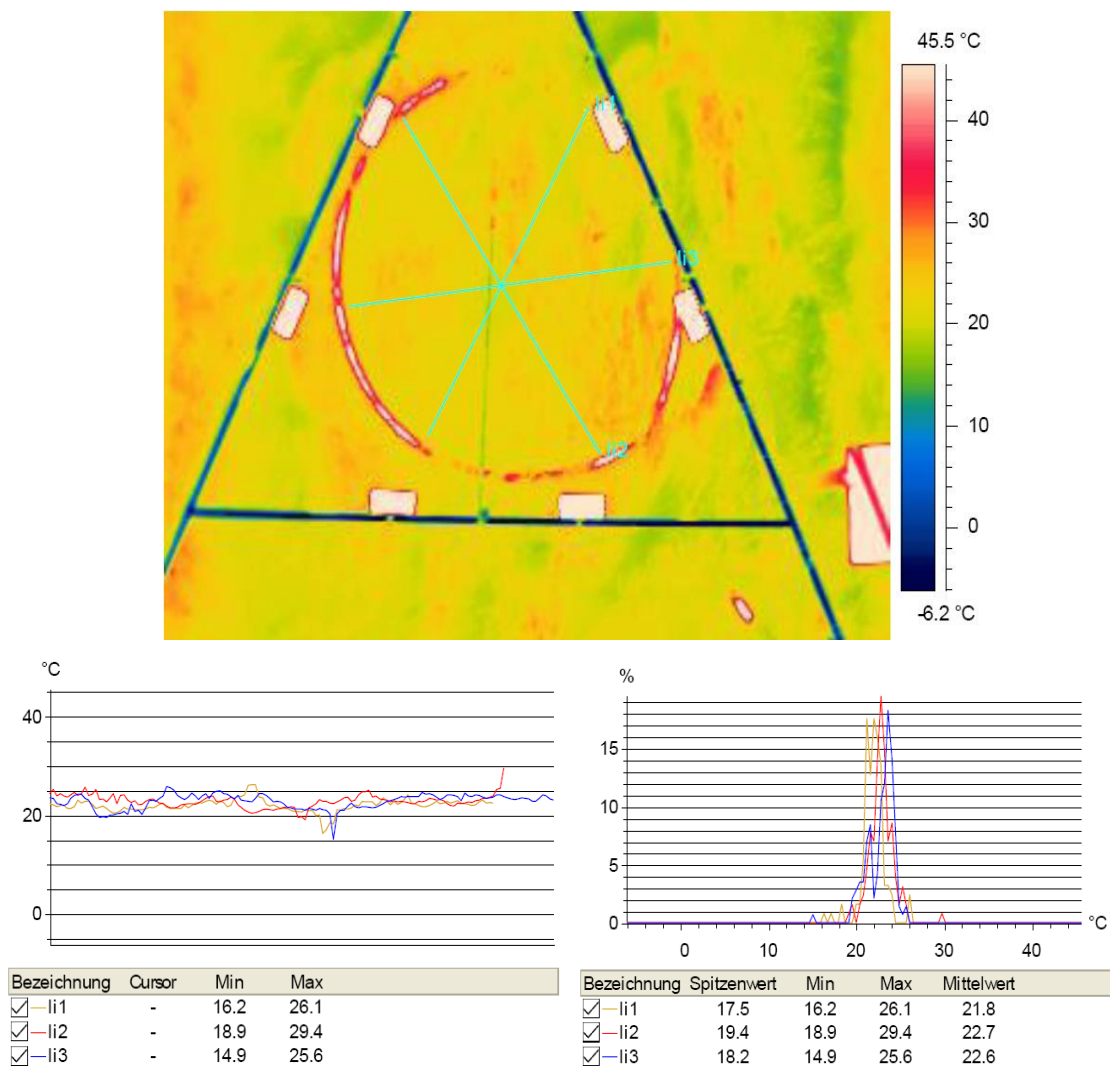 45.5 °C
li1
40
30
li3
20
10
li2
0
-6.2 °C
°C
40
20
0
%
15
10
5
0
°C
0 10 20 30 40
Bezeichnung Cursor Min Max
li1 - 16.2 26.1
li2 - 18.9 29.4
li3 - 14.9 25.6
Bezeichnung Spitzenwert Min Max Mittelwert
li1 17.5 16.2 26.1 21.8
li2 19.4 18.9 29.4 22.7
li3 18.2 14.9 25.6 22.6